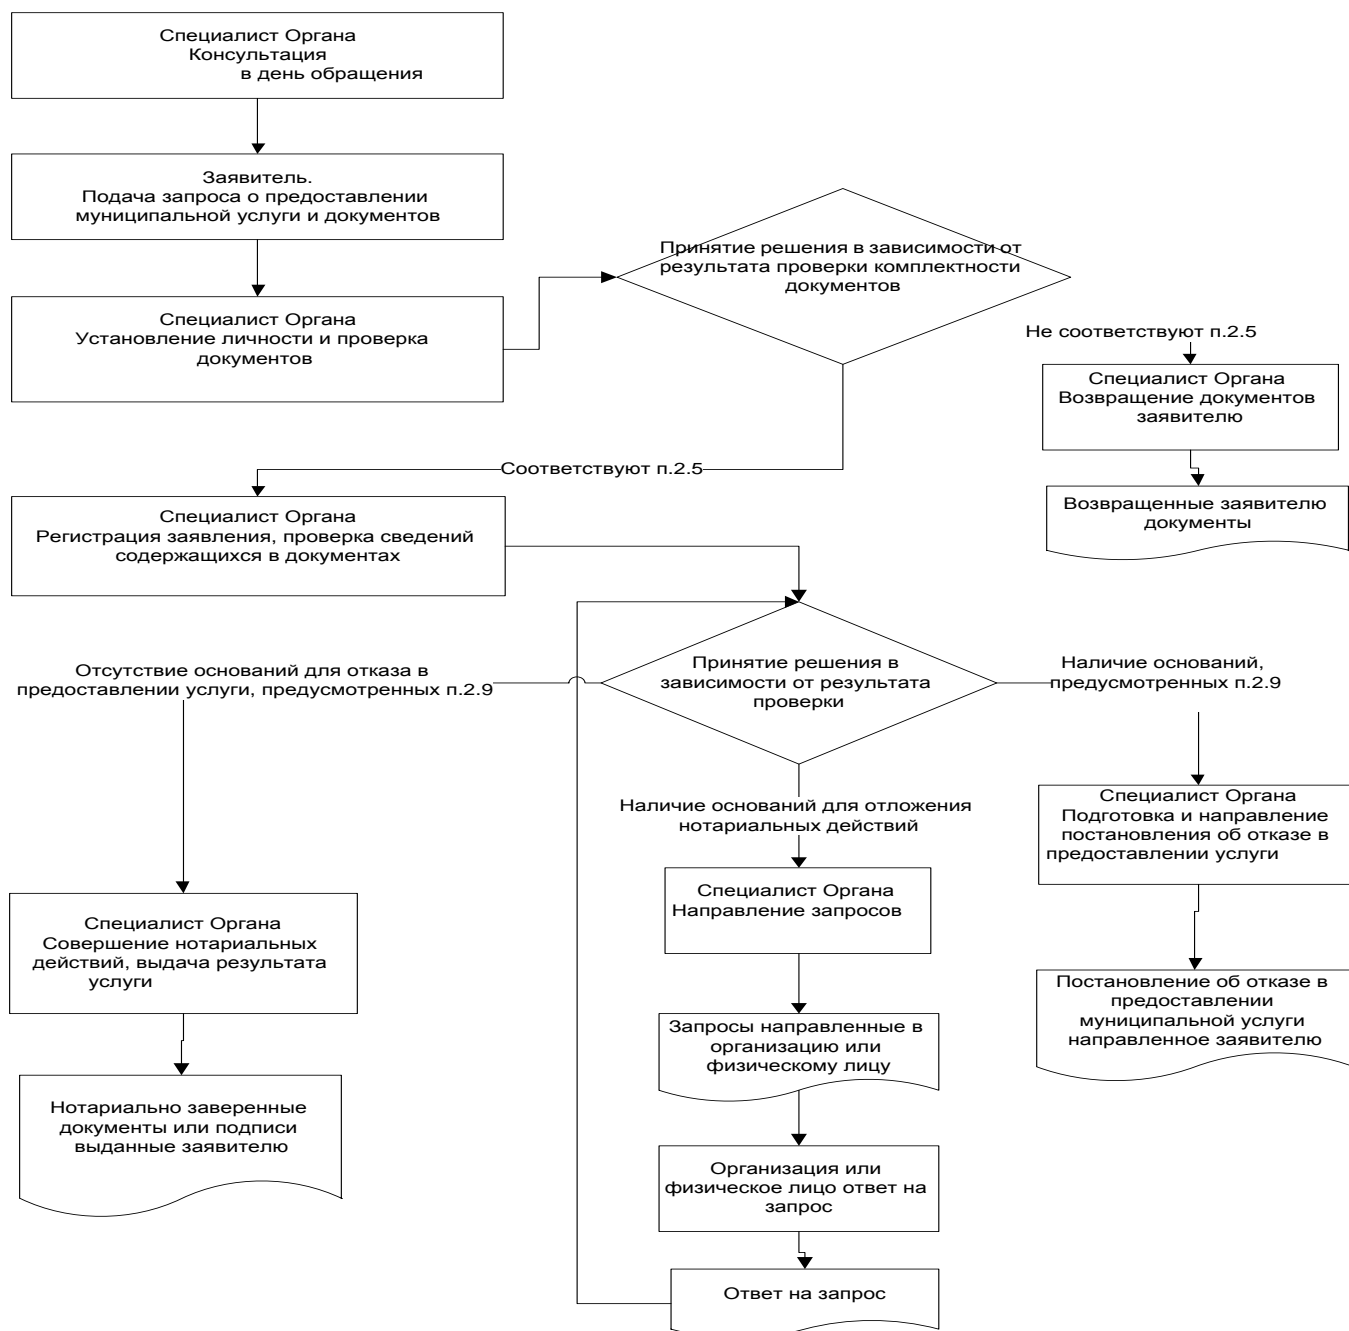 Специалист Органа
Консультация
в день обращения
Заявитель.
Подача запроса о предоставлении
муниципальной услуги и документов
Принятие решения в зависимости от
результата проверки комплектности
документов
Специалист Органа
Установление личности и проверка
документов
Не соответствуют п.2.5
Специалист Органа
Возвращение документов
заявителю
Соответствуют п.2.5
Возвращенные заявителю
документы
Специалист Органа
Регистрация заявления, проверка сведений
содержащихся в документах
Отсутствие оснований для отказа в
предоставлении услуги, предусмотренных п.2.9
Принятие решения в
зависимости от результата
проверки
Наличие оснований,
предусмотренных п.2.9
Наличие оснований для отложения
нотариальных действий
Специалист Органа
Подготовка и направление
постановления об отказе в
предоставлении услуги
Специалист Органа
Направление запросов
Специалист Органа
Совершение нотариальных
действий, выдача результата
услуги
Постановление об отказе в
предоставлении
муниципальной услуги
направленное заявителю
Запросы направленные в
организацию или
физическому лицу
Нотариально заверенные
документы или подписи
выданные заявителю
Организация или
физическое лицо ответ на
запрос
Ответ на запрос